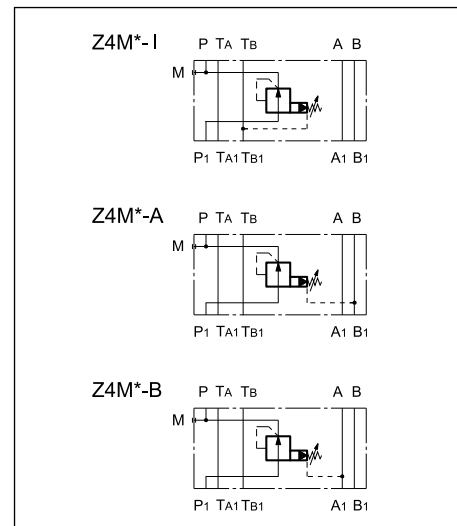 Z4M*-I
P TA TB A B
M
P1 TA1 TB1 A1 B1
Z4M*-A
P TA TB A B
M
P1 TA1 TB1 A1 B1
Z4M*-B
P TA TB A B
M
P1 TA1 TB1 A1 B1